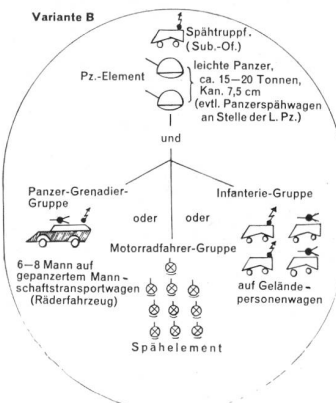 Variante B
Spähtruppf.
(Sub.-Of.)
Pz.-Element
leichte Panzer,
ca. 15—20 Tonnen,
Kan. 7,5 cm
(evtl. Panzerspähwagen
an Stelle der L. Pz.)
und
Panzer-Grenadier-
Gruppe
Infanterie-Gruppe
oder
oder
Motorradfahrer-Gruppe
6—8 Mann auf
gepanzertem Mann-
schaftstransportwagen
(Räderfahrzeug)
auf Gelände-
personenwagen
Spähelement